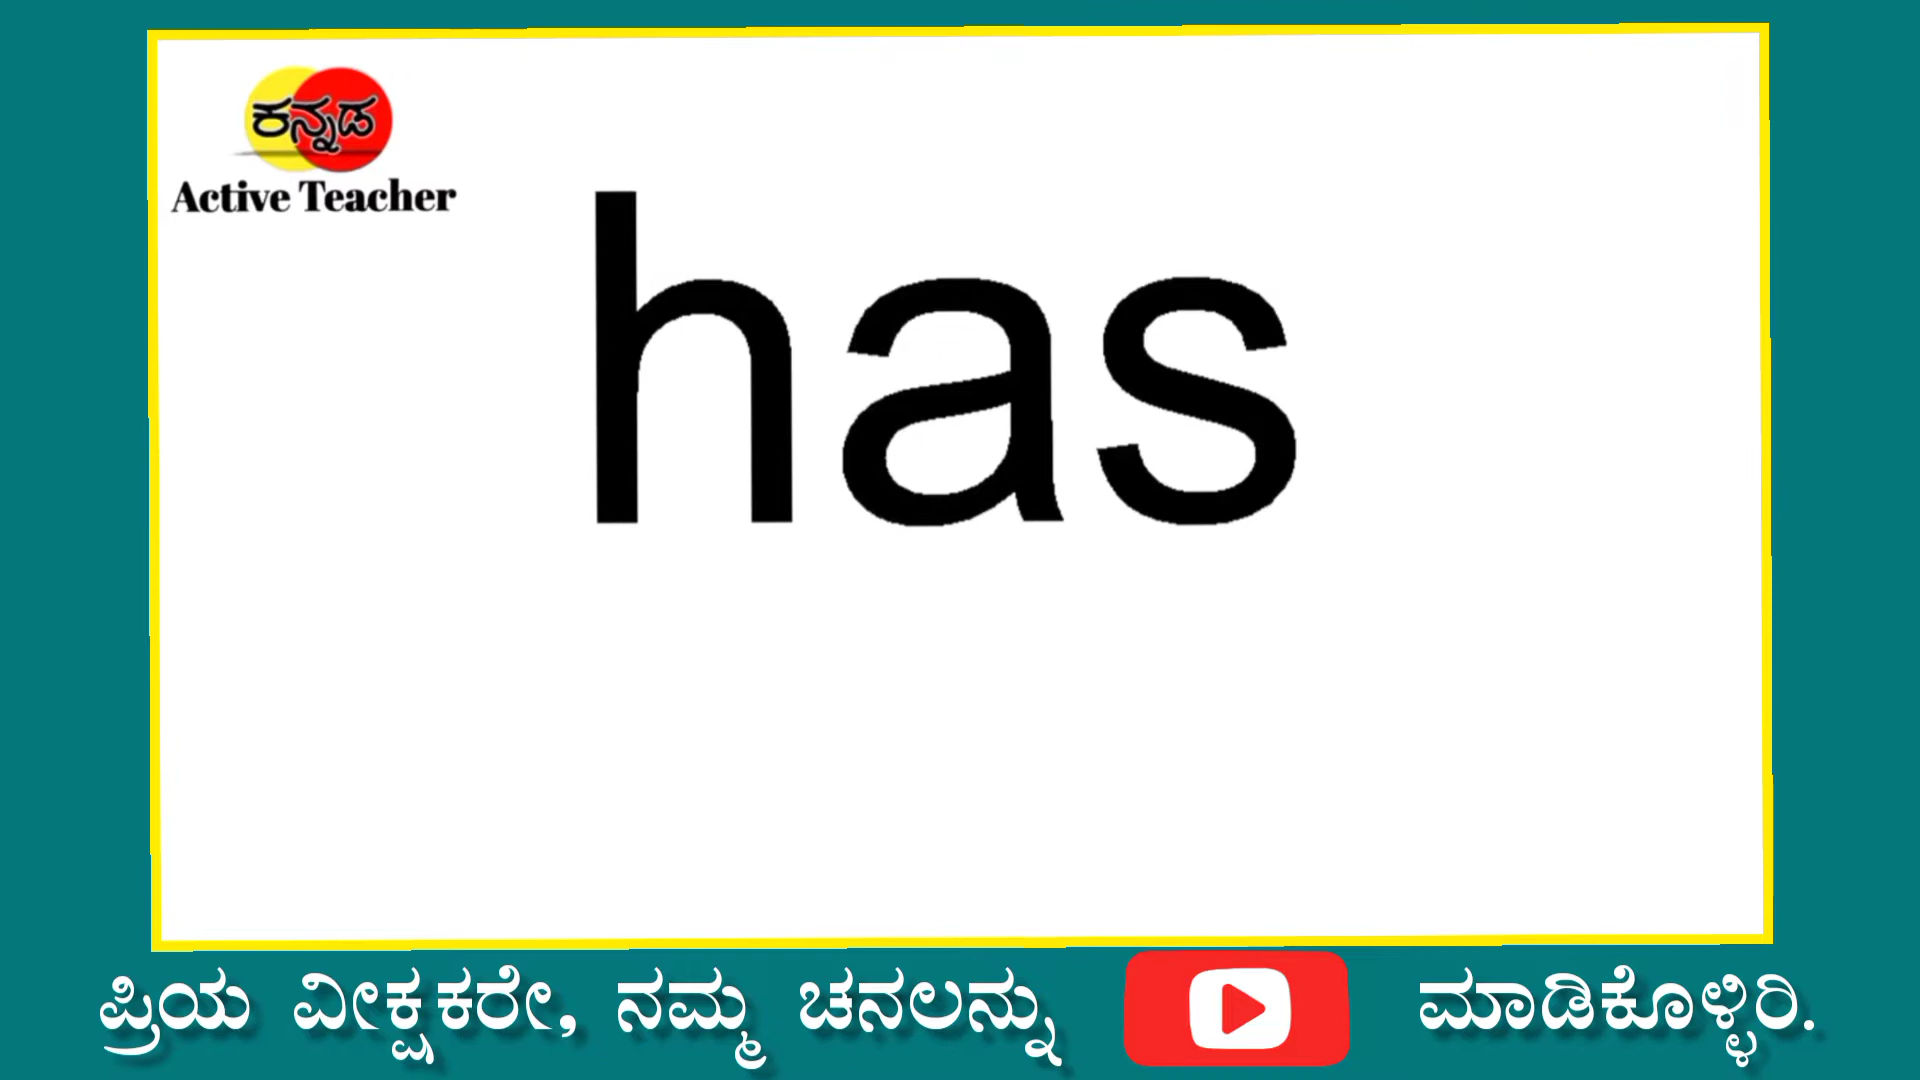 ಕನ್ನಡ
Active Teacher
has
ಪ್ರಿಯ ವೀಕ್ಷಕರೇ, ನಮ್ಮ ಚನಲನ್ನು ಮಾಡಿಕೊಳ್ಳಿರಿ.